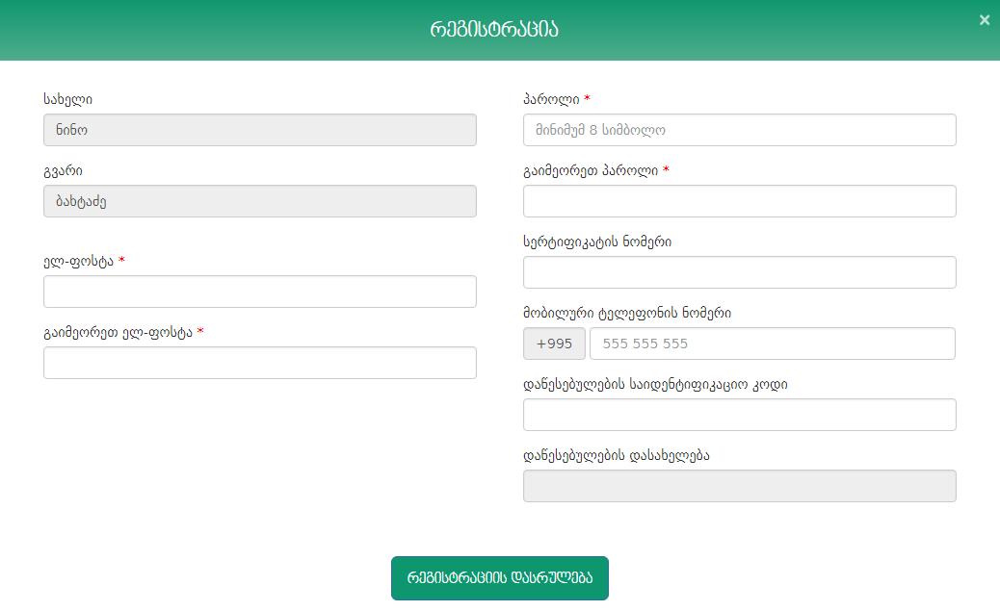 რეგისტრაცია
×
სახელი
ნინო
გვარი
ბახტაძე
ელ-ფოსტა *
გაიმეორეთ ელ-ფოსტა *
პაროლი *
მინიმუმ 8 სიმბოლო
გაიმეორეთ პაროლი *
სერტიფიკატის ნომერი
მობილური ტელეფონის ნომერი
+995 555 555 555
დაწესებულების საიდენტიფიკაციო კოდი
დაწესებულების დასახელება
რეგისტრაციის დასრულება